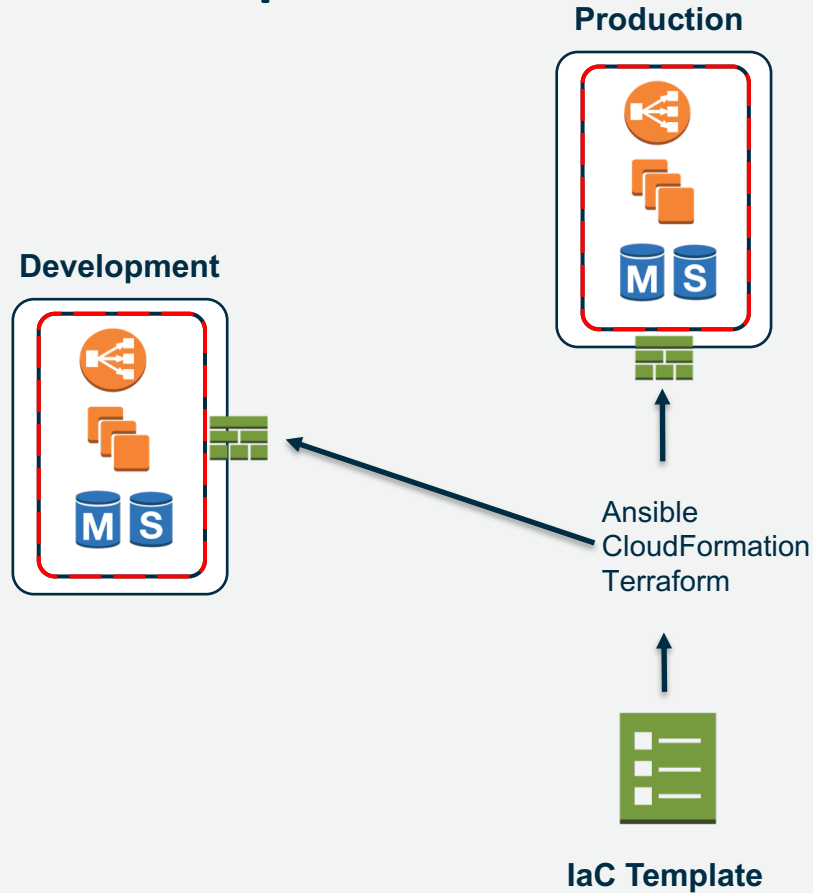 Production
M S
Development
M S
Ansible
CloudFormation
Terraform
IaC Template